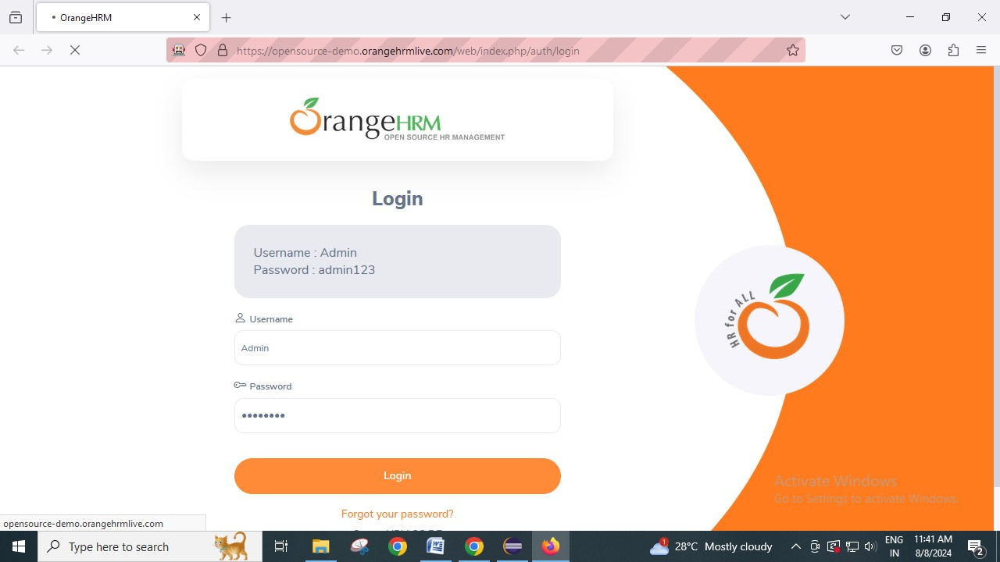 OrangeHRM
https://opensource-demo.orangehrmlive.com/web/index.php/auth/login
OrangeHRM
OPEN SOURCE HR MANAGEMENT
Login
Username : Admin
Password : admin123
Username
Admin
Password
••••••••
Login
Forgot your password?
HR for ALL
Activate Windows
Go to Settings to activate Windows.
opensource-demo.orangehrmlive.com
Type here to search
1
28°C Mostly cloudy
ENG
IN
11:41 AM
8/8/2024
2